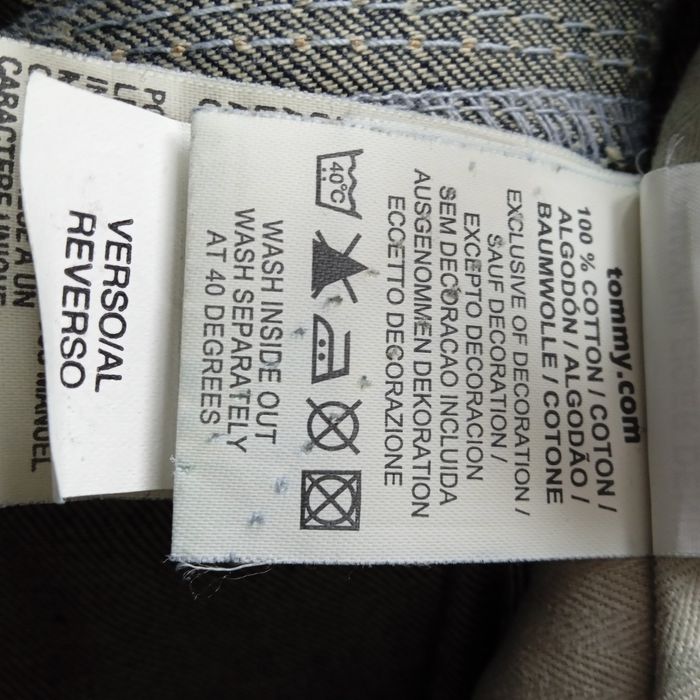 tommy.com
100 % COTTON / COTON /
ALGODÓN / ALGODÃO /
BAUMWOLLE / COTONE
EXCLUSIVE OF DECORATION /
SAUF DECORATION /
EXCEPTO DECORACION
SEM DECORACAO INCLUIDA
AUSGENOMMEN DEKORATION
ECCETTO DECORAZIONE
40°C
WASH INSIDE OUT
WASH SEPARATELY
AT 40 DEGREES
VERSO/AL
REVERSO
CARACTERE UNIQUE